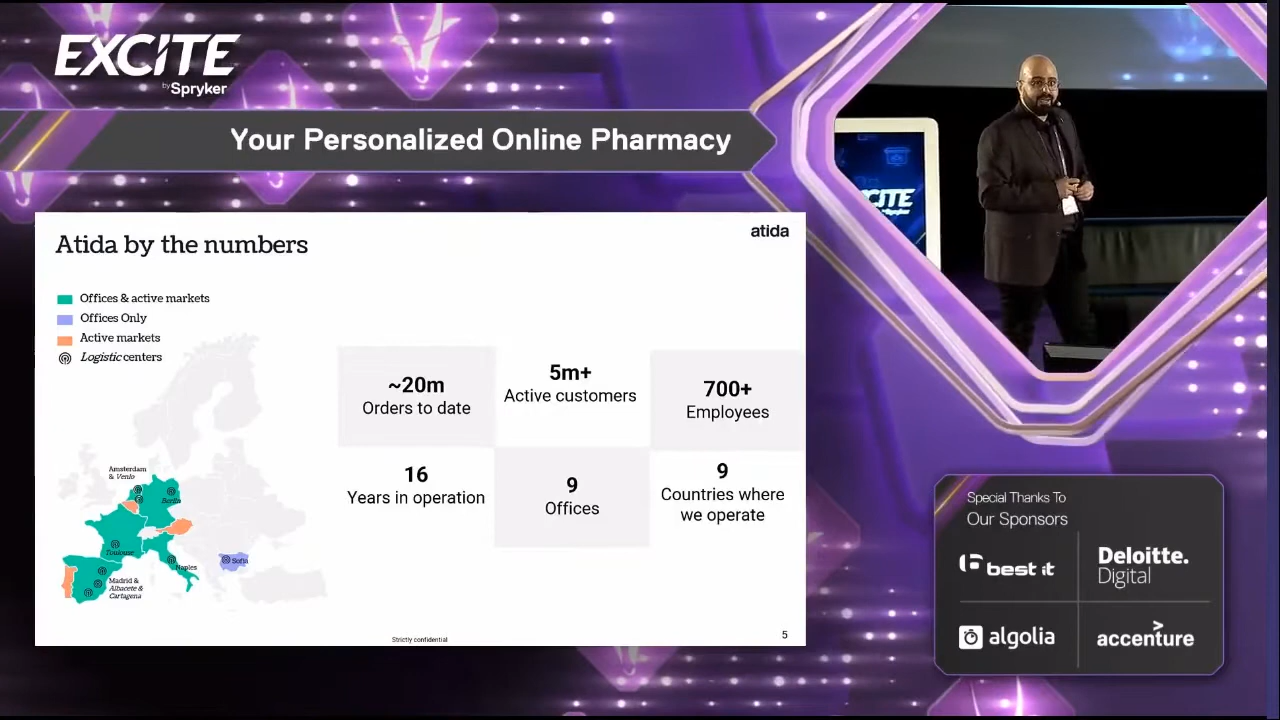 EXCITE
by Spryker
Your Personalized Online Pharmacy
Atida by the numbers
atida
Offices & active markets
Offices Only
Active markets
Logistic centers
Amsterdam
& Venlo
Berlin
Toulouse
Naples
Sofia
Madrid &
Albacete &
Cartagena
~20m
Orders to date
5m+
Active customers
700+
Employees
16
Years in operation
9
Offices
9
Countries where
we operate
Strictly confidential
5
CITE
by Spryker
Special Thanks To
Our Sponsors
best it
Deloitte.
Digital
algolia
accenture